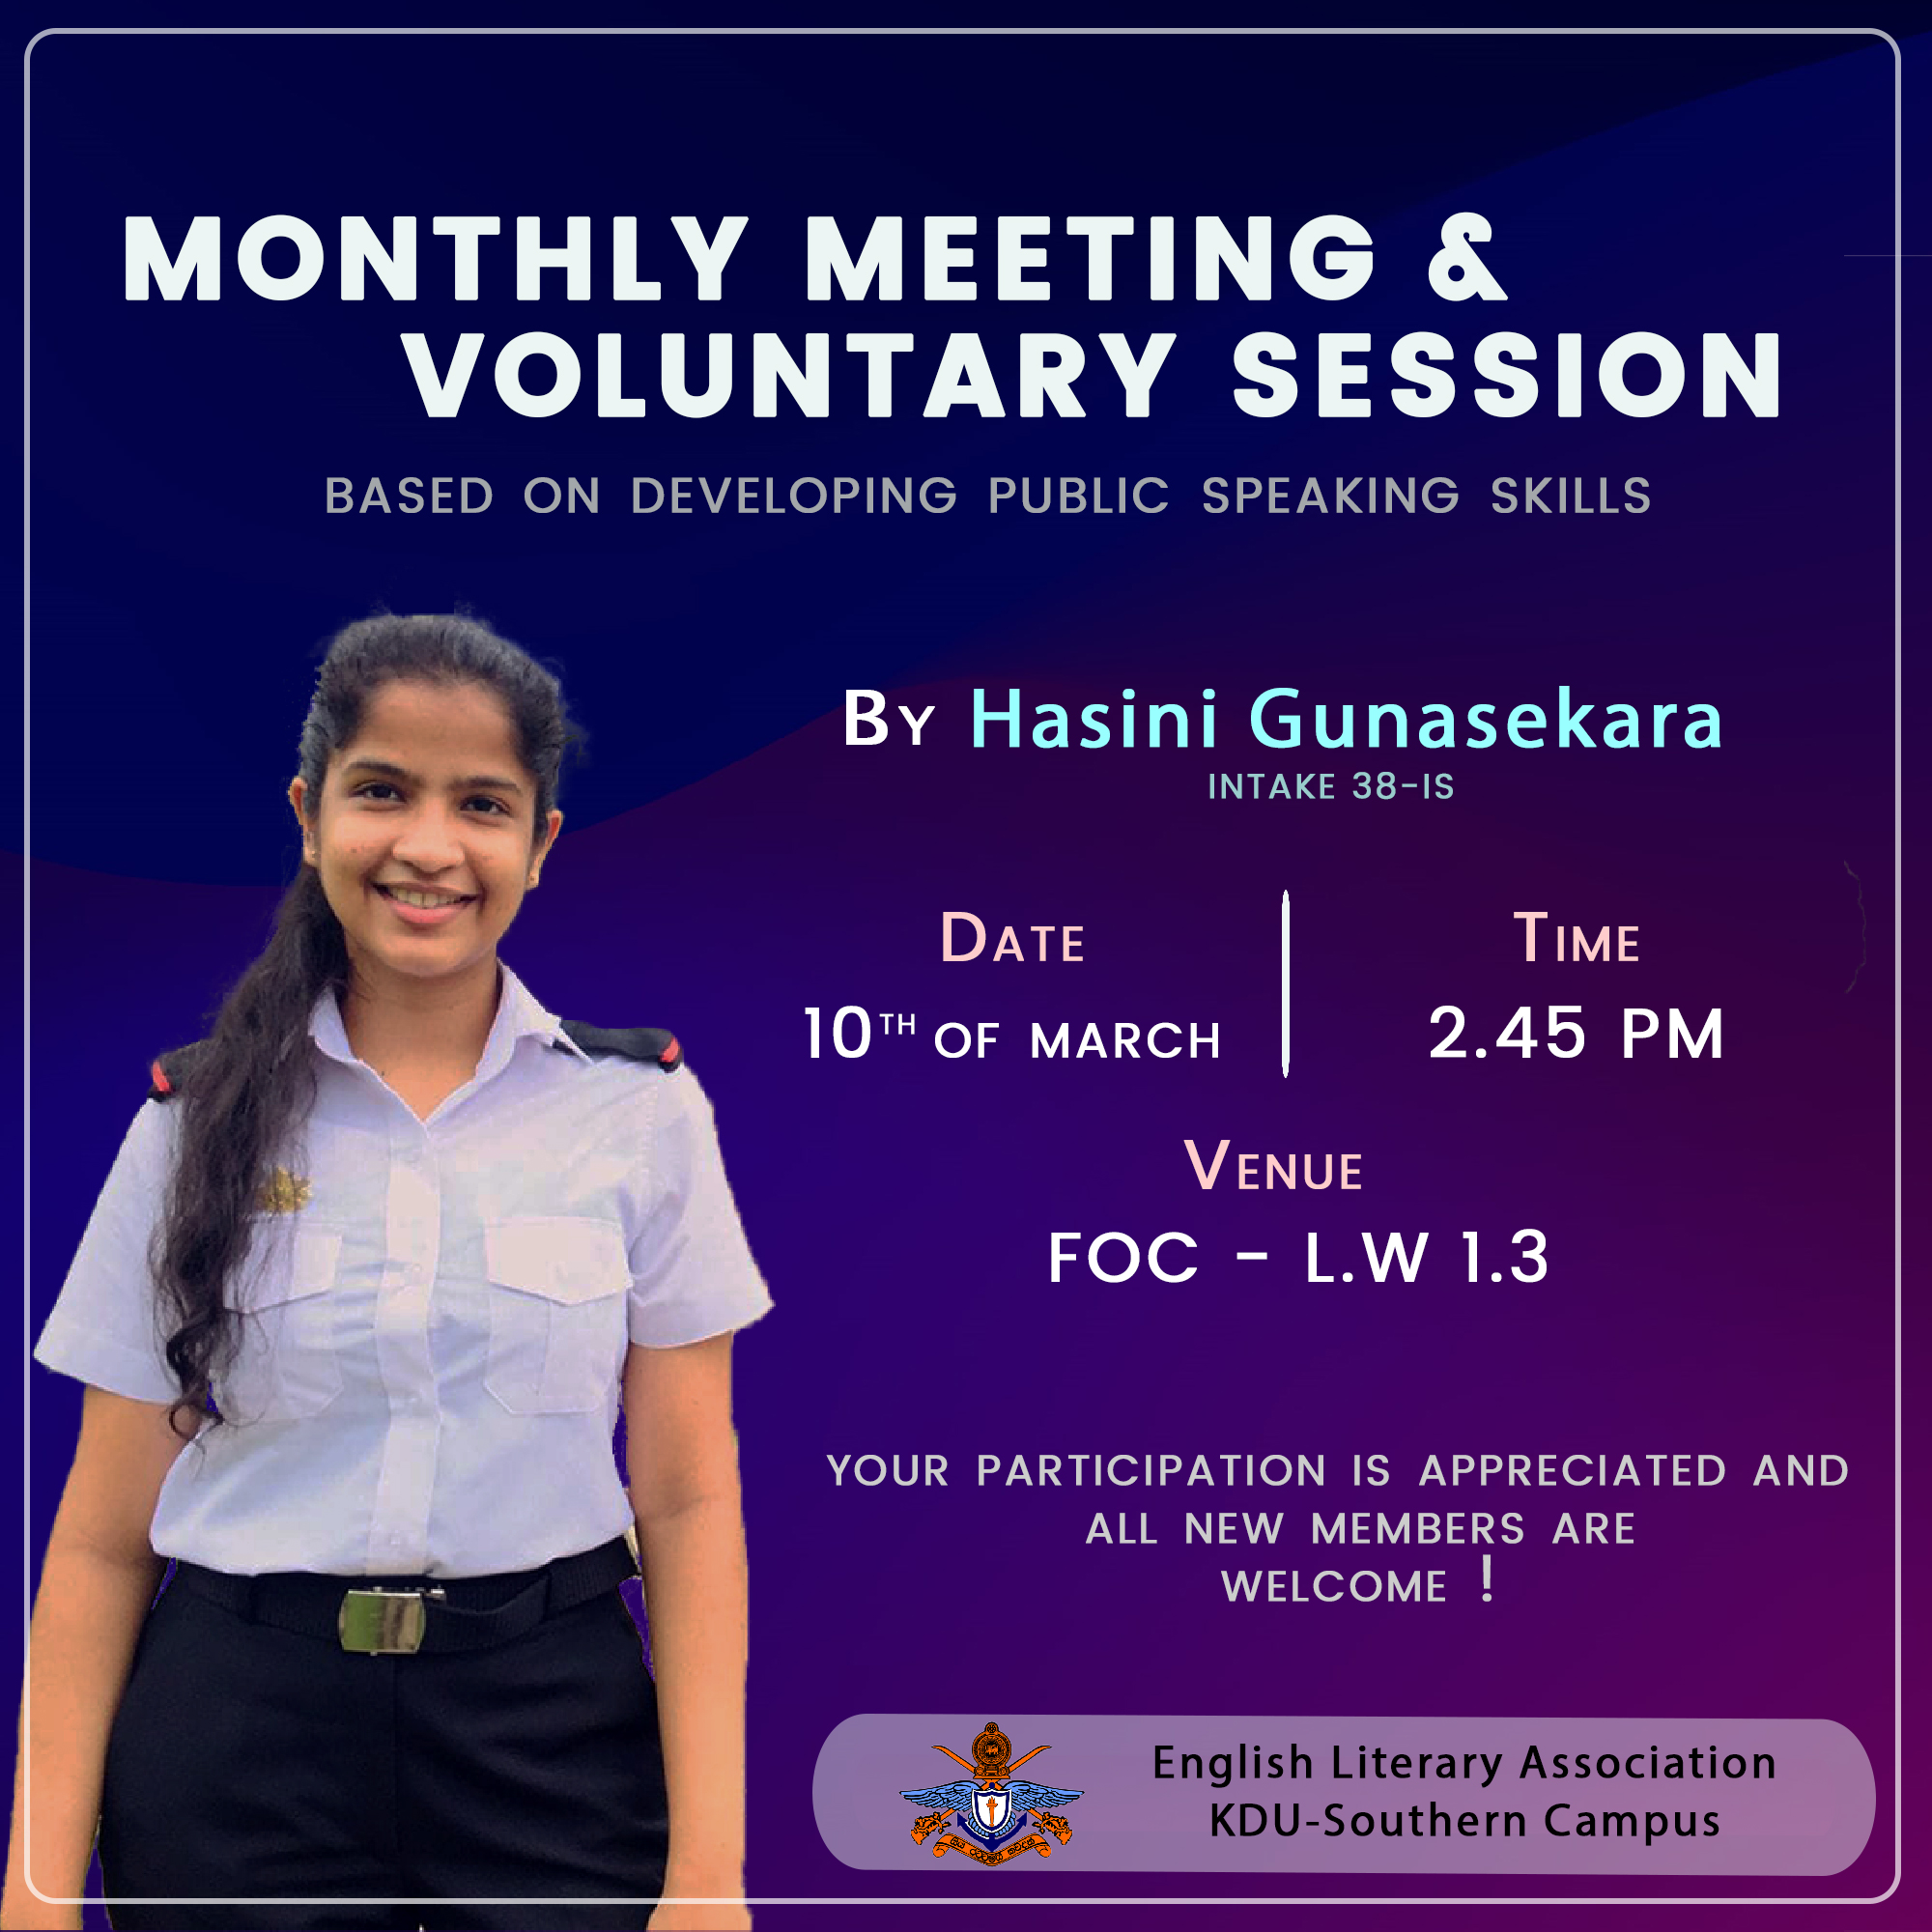 MONTHLY MEETING &
VOLUNTARY SESSION
BASED ON DEVELOPING PUBLIC SPEAKING SKILLS
BY Hasini Gunasekara
INTAKE 38-IS
DATE
10TH OF MARCH
TIME
2.45 PM
VENUE
FOC - L.W 1.3
YOUR PARTICIPATION IS APPRECIATED AND
ALL NEW MEMBERS ARE
WELCOME !
English Literary Association
KDU-Southern Campus